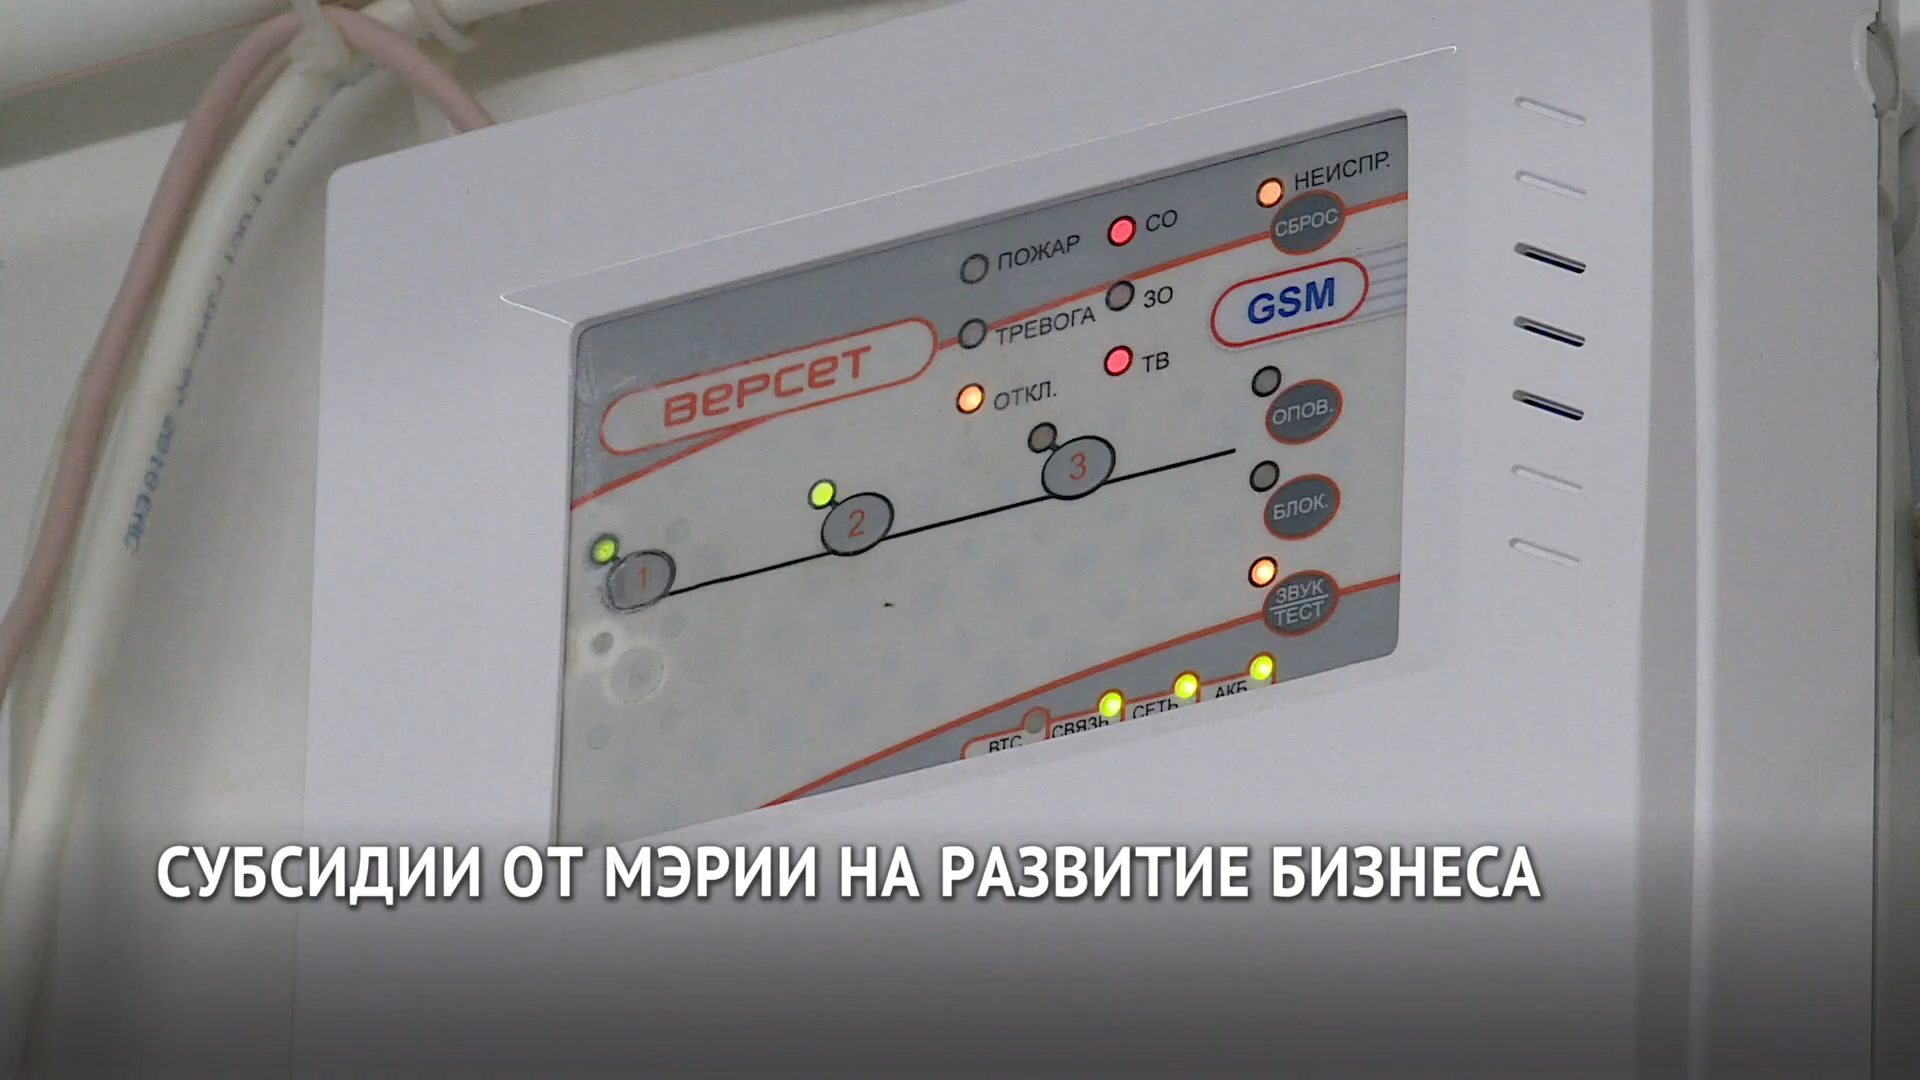 НЕИСПР.
СБРОС
СО
ПОЖАР
GSM
ЗО
ТРЕВОГА
ВЕРСЕТ
ТВ
ОТКЛ.
ОПОВ.
3
2
БЛОК.
1
ЗВУК
ТЕСТ
ВТС СВЯЗЬ СЕТЬ АКБ
СУБСИДИИ ОТ МЭРИИ НА РАЗВИТИЕ БИЗНЕСА